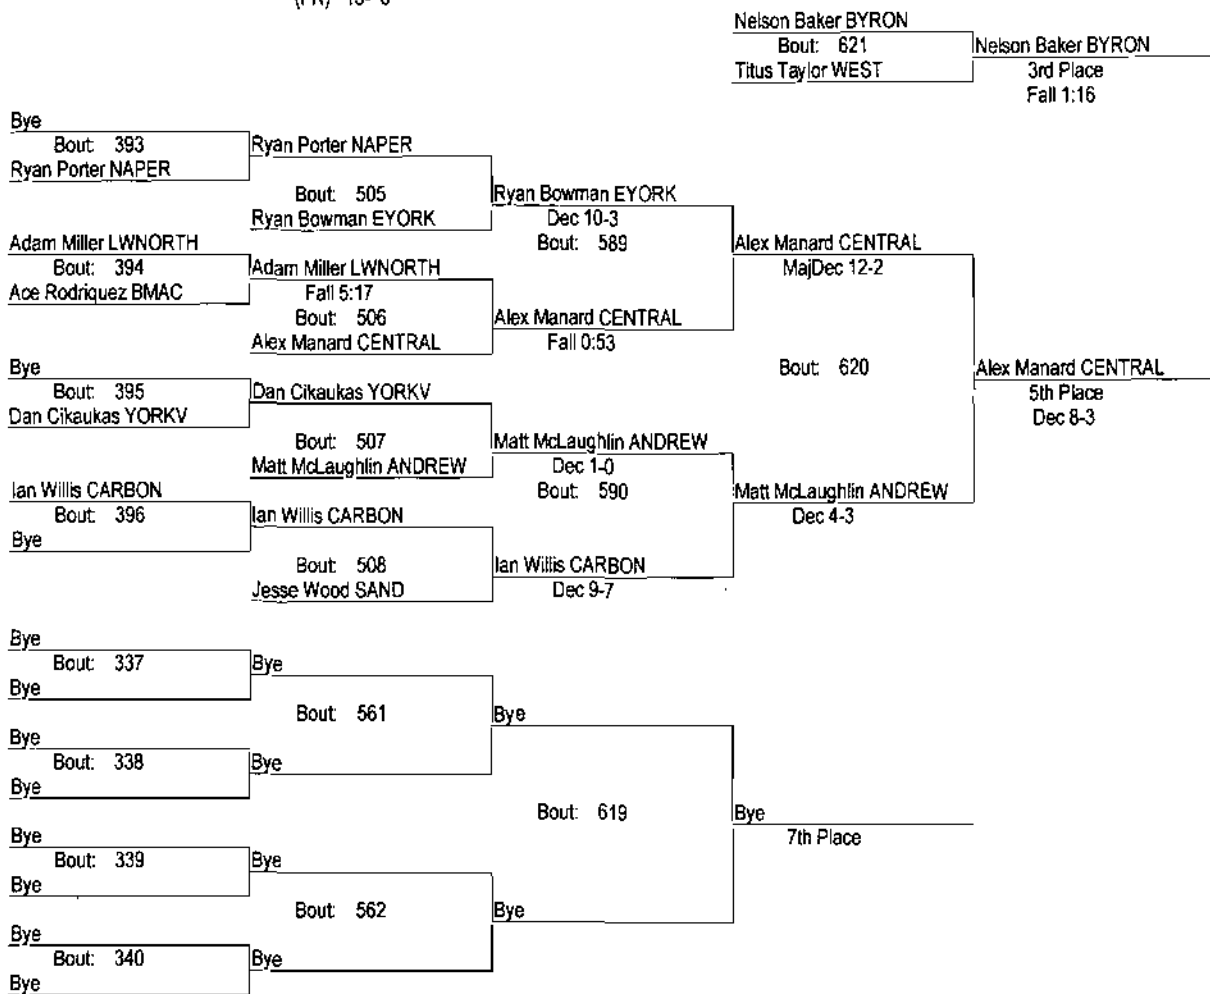 Nelson Baker BYRON
Bout: 621
Nelson Baker BYRON
Titus Taylor WEST
3rd Place
Fall 1:16
Bye
Bout: 393
Ryan Porter NAPER
Ryan Porter NAPER
Bout: 505
Ryan Bowman EYORK
Ryan Bowman EYORK
Dec 10-3
Bout: 589
Adam Miller LWNORTH
Bout: 394
Ace Rodriquez BMAC
Adam Miller LWNORTH
Fall 5:17
Bout: 506
Alex Manard CENTRAL
Alex Manard CENTRAL
Fall 0:53
Alex Manard CENTRAL
MajDec 12-2
Bout: 620
Alex Manard CENTRAL
5th Place
Dec 8-3
Bye
Bout: 395
Dan Cikaukas YORKV
Dan Cikaukas YORKV
Bout: 507
Matt McLaughlin ANDREW
Matt McLaughlin ANDREW
Dec 1-0
Bout: 590
Matt McLaughlin ANDREW
Dec 4-3
Ian Willis CARBON
Bout: 396
Bye
Ian Willis CARBON
Bout: 508
Jesse Wood SAND
Ian Willis CARBON
Dec 9-7
Bye
Bout: 337
Bye
Bye
Bout: 561
Bye
Bye
Bout: 338
Bye
Bye
Bout: 619
Bye
7th Place
Bye
Bout: 339
Bye
Bye
Bout: 562
Bye
Bye
Bout: 340
Bye
Bye